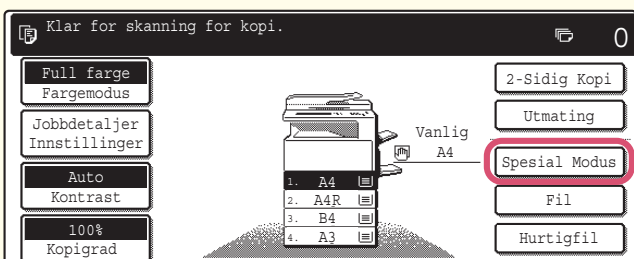 Klar for skanning for kopi.
0
Full farge
Fargemodus
Jobbdetaljer
Innstillinger
Auto
Kontrast
100%
Kopigrad
1. A4
2. A4R
3. B4
4. A3
Vanlig
A4
2-Sidig Kopi
Utmating
Spesial Modus
Fil
Hurtigfil